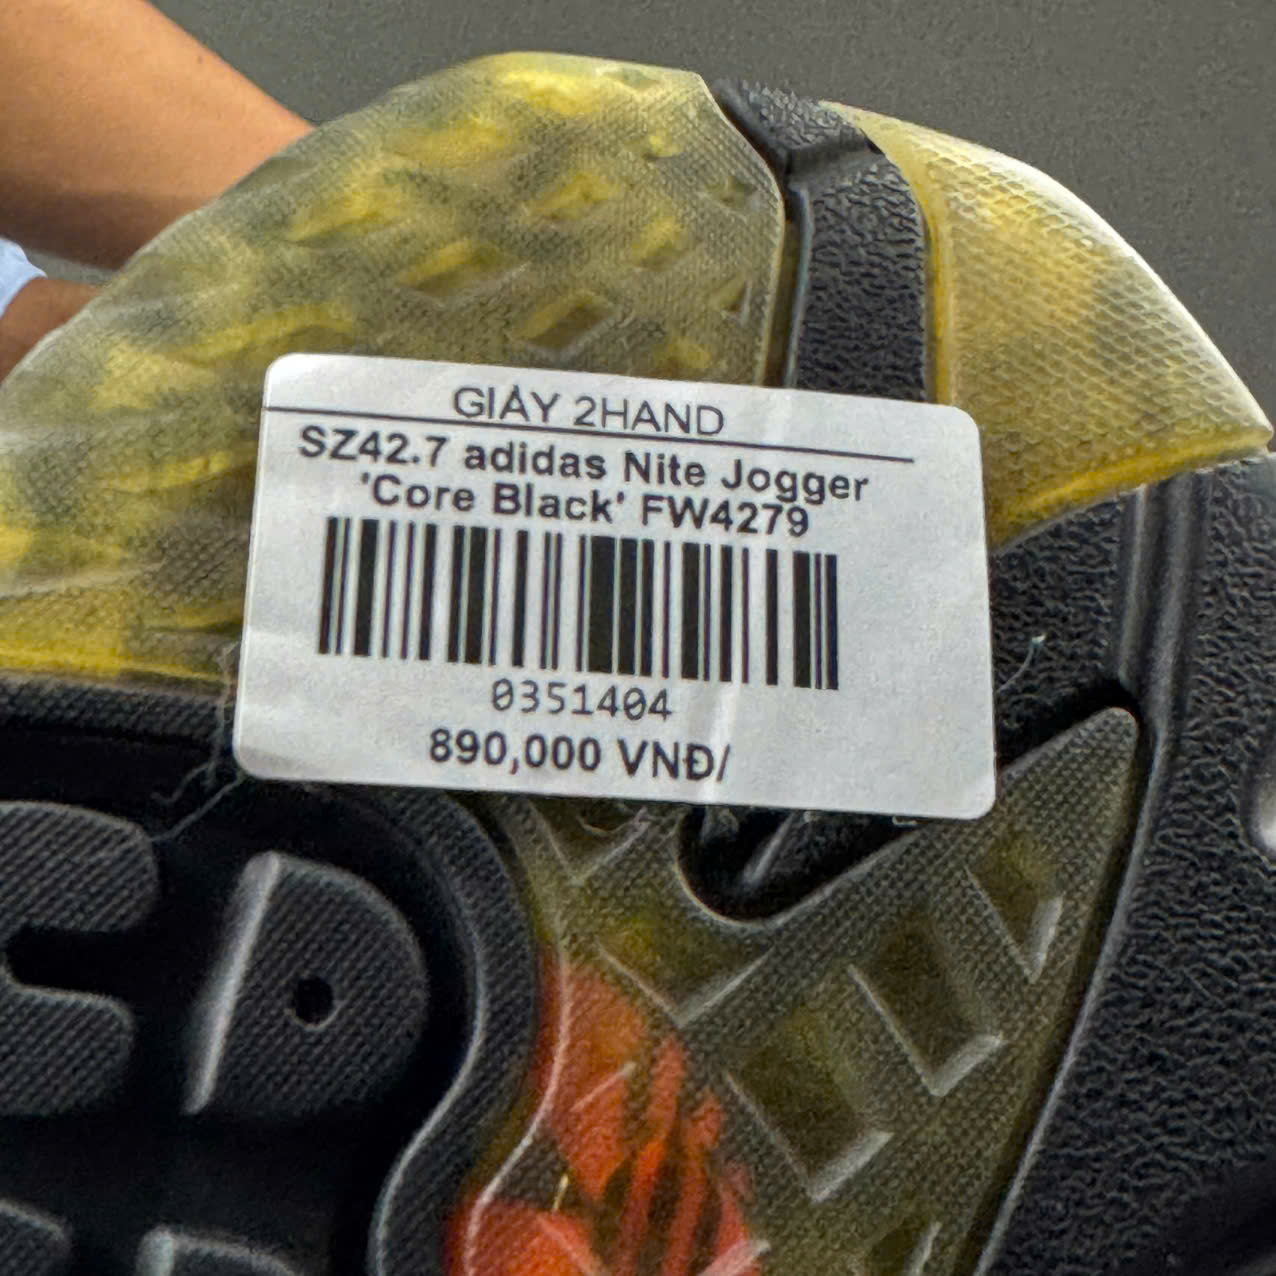 GIÀY 2HAND
SZ42.7 adidas Nite Jogger
'Core Black' FW4279
0351404
890,000 VNĐ/